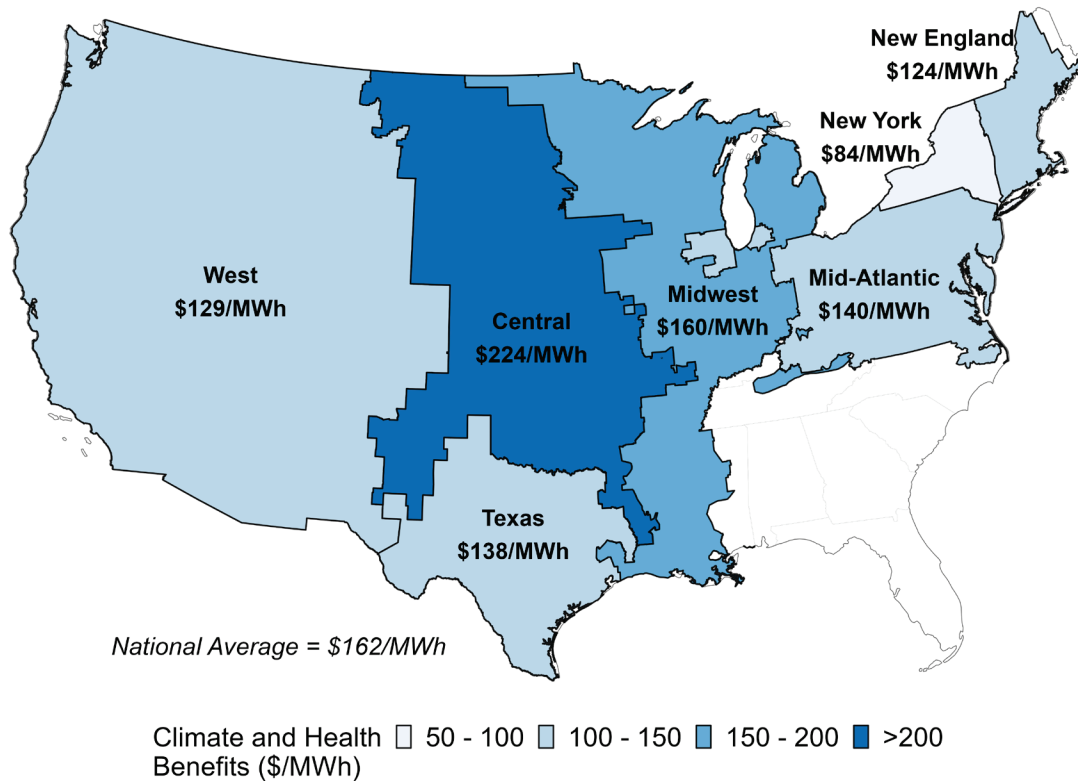 New England
$124/MWh
New York
$84/MWh
West
$129/MWh
Mid-Atlantic
$140/MWh
Midwest
$160/MWh
Central
$224/MWh
Texas
$138/MWh
National Average = $162/MWh
Climate and Health 50 - 100 100 - 150 150 - 200 >200
Benefits ($/MWh)